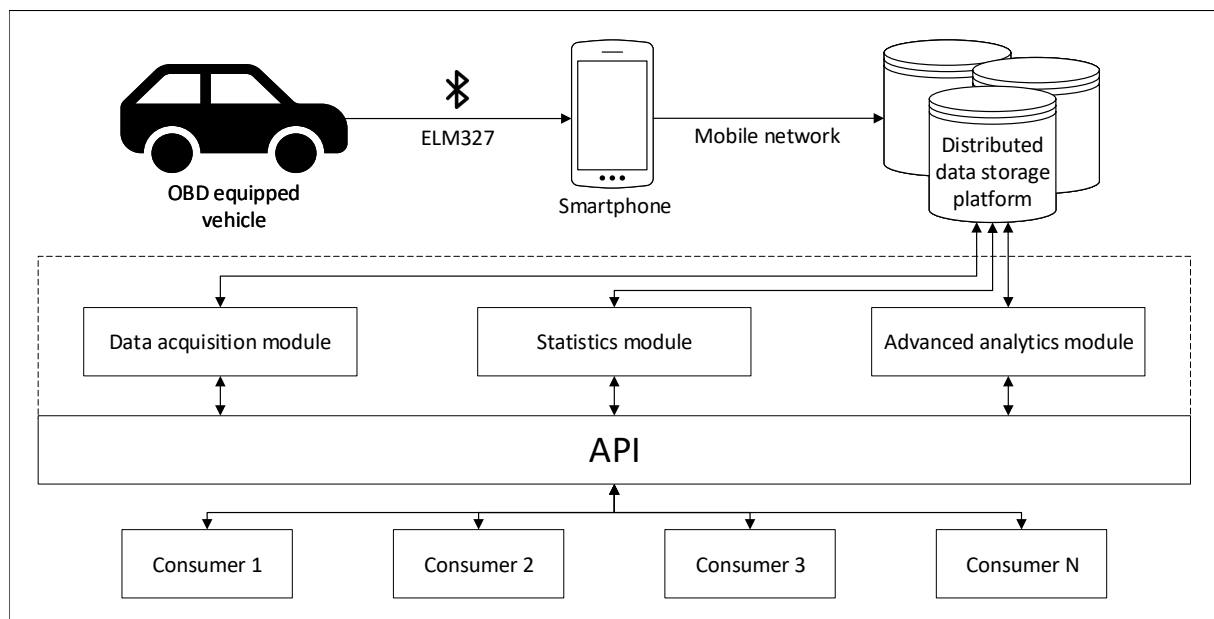 ELM327
Mobile network
OBD equipped
vehicle
Smartphone
Distributed
data storage
platform
Data acquisition module
Statistics module
Advanced analytics module
API
Consumer 1
Consumer 2
Consumer 3
Consumer N